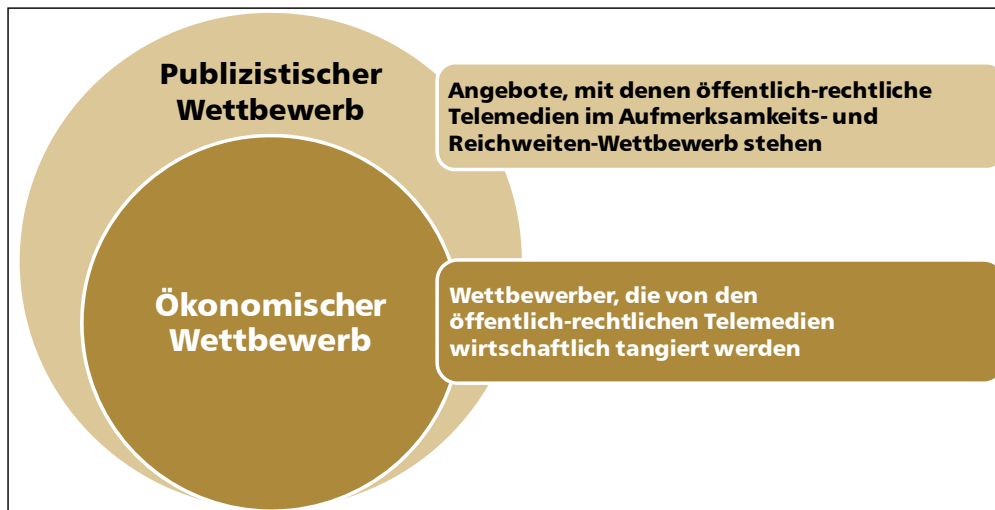 Publizistischer
Wettbewerb
Angebote, mit denen öffentlich-rechtliche
Telemedien im Aufmerksamkeits- und
Reichweiten-Wettbewerb stehen
Ökonomischer
Wettbewerb
Wettbewerber, die von den
öffentlich-rechtlichen Telemedien
wirtschaftlich tangiert werden